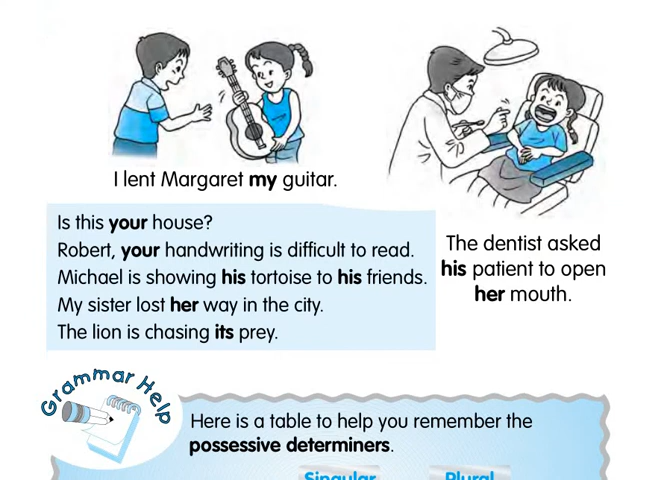 I lent Margaret my guitar.
The dentist asked
his patient to open
her mouth.
Is this your house?
Robert, your handwriting is difficult to read.
Michael is showing his tortoise to his friends.
My sister lost her way in the city.
The lion is chasing its prey.
Grammar Help
Here is a table to help you remember the
possessive determiners.
Singular Plural